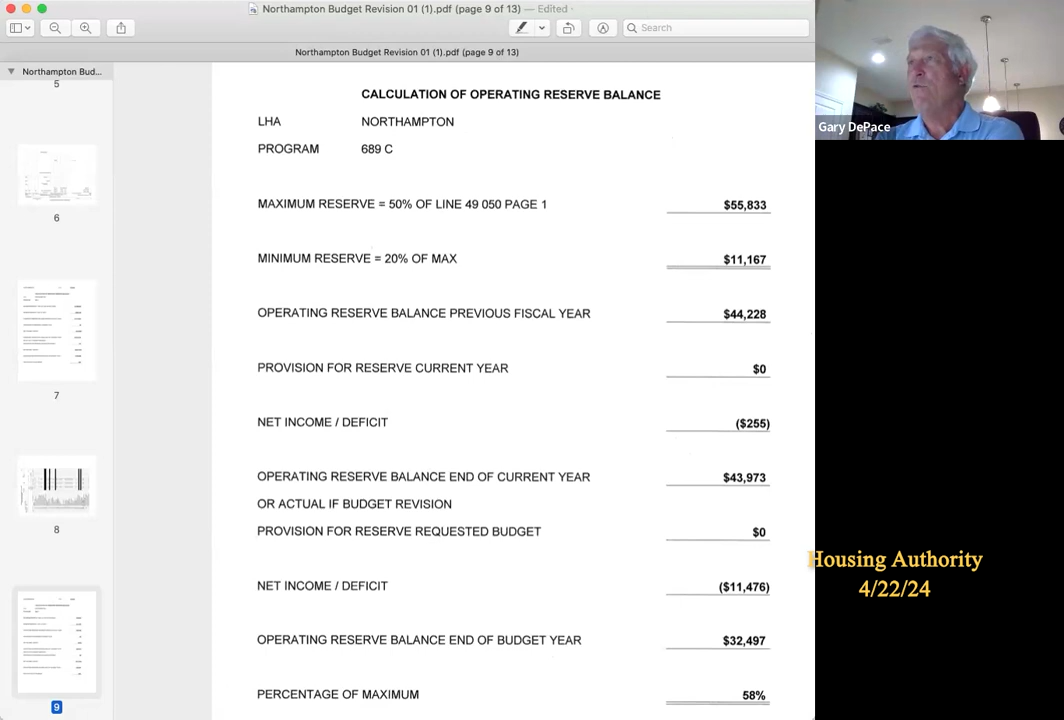 Northampton Budget Revision 01 (1).pdf (page 9 of 13) — Edited
Search
Northampton Budget Revision 01 (1).pdf (page 9 of 13)
Northampton Bud...
5
6
7
8
9
CALCULATION OF OPERATING RESERVE BALANCE
LHA NORTHAMPTON
PROGRAM 689 C
MAXIMUM RESERVE = 50% OF LINE 49 050 PAGE 1 $55,833
MINIMUM RESERVE = 20% OF MAX $11,167
OPERATING RESERVE BALANCE PREVIOUS FISCAL YEAR $44,228
PROVISION FOR RESERVE CURRENT YEAR $0
NET INCOME / DEFICIT ($255)
OPERATING RESERVE BALANCE END OF CURRENT YEAR $43,973
OR ACTUAL IF BUDGET REVISION
PROVISION FOR RESERVE REQUESTED BUDGET $0
NET INCOME / DEFICIT ($11,476)
OPERATING RESERVE BALANCE END OF BUDGET YEAR $32,497
PERCENTAGE OF MAXIMUM 58%
Gary DePace
Housing Authority
4/22/24